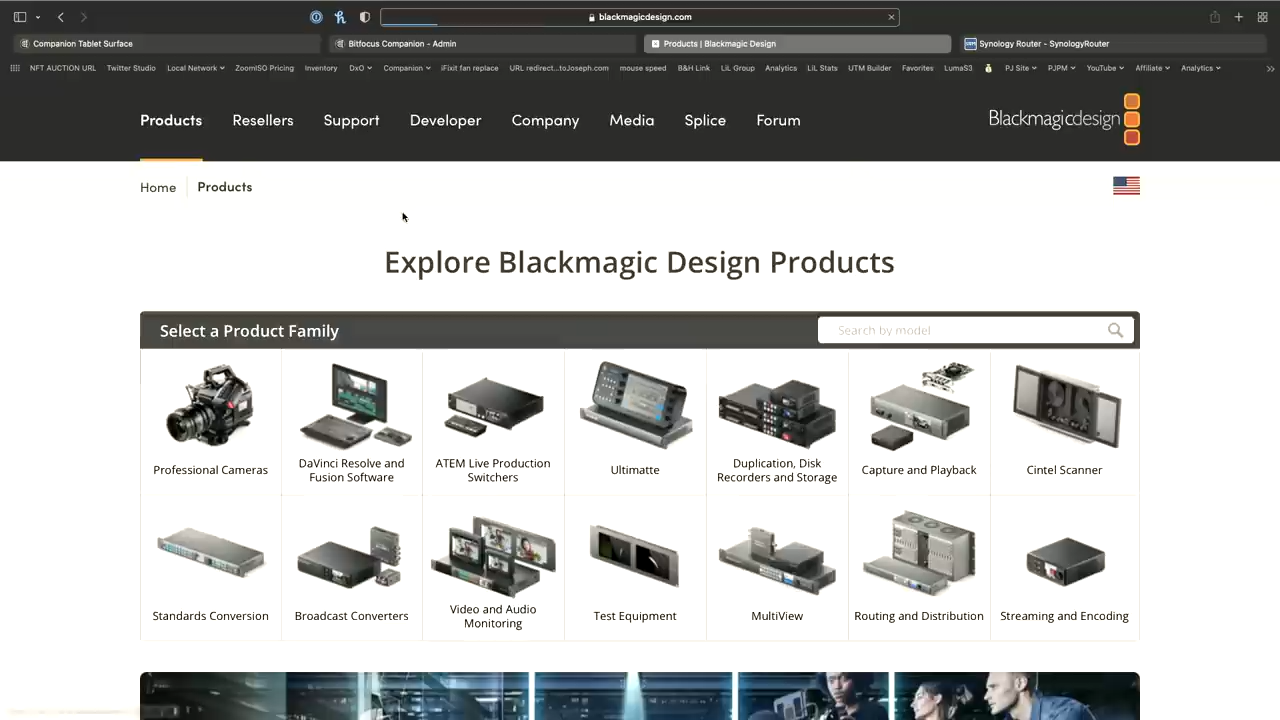 blackmagicdesign.com
Companion Tablet Surface
Bitfocus Companion - Admin
Products | Blackmagic Design
Synology Router - SynologyRouter
NFT AUCTION URL
Twitter Studio
Local Network
ZoomISO Pricing
Inventory
DxO
Companion
iFixit fan replace
URL redirect...toJoseph.com
mouse speed
B&H Link
LiL Group
Analytics
LiL Stats
UTM Builder
Favorites
LumaS3
PJ Site
PJPM
YouTube
Affiliate
Analytics
Products
Resellers
Support
Developer
Company
Media
Splice
Forum
Blackmagicdesign
Home
Products
Explore Blackmagic Design Products
Select a Product Family
Search by model
Professional Cameras
DaVinci Resolve and
Fusion Software
ATEM Live Production
Switchers
Ultimatte
Duplication, Disk
Recorders and Storage
Capture and Playback
Cintel Scanner
Standards Conversion
Broadcast Converters
Video and Audio
Monitoring
Test Equipment
MultiView
Routing and Distribution
Streaming and Encoding